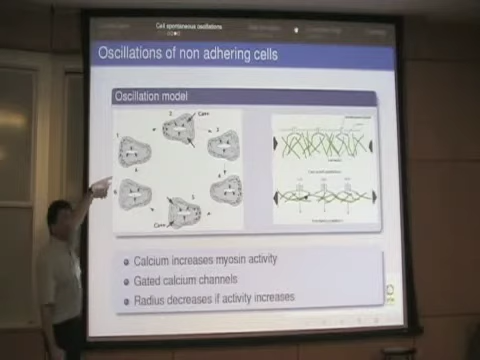 Cell spontaneous oscillations
Oscillations of non adhering cells
Oscillation model
Calcium increases myosin activity
Gated calcium channels
Radius decreases if activity increases